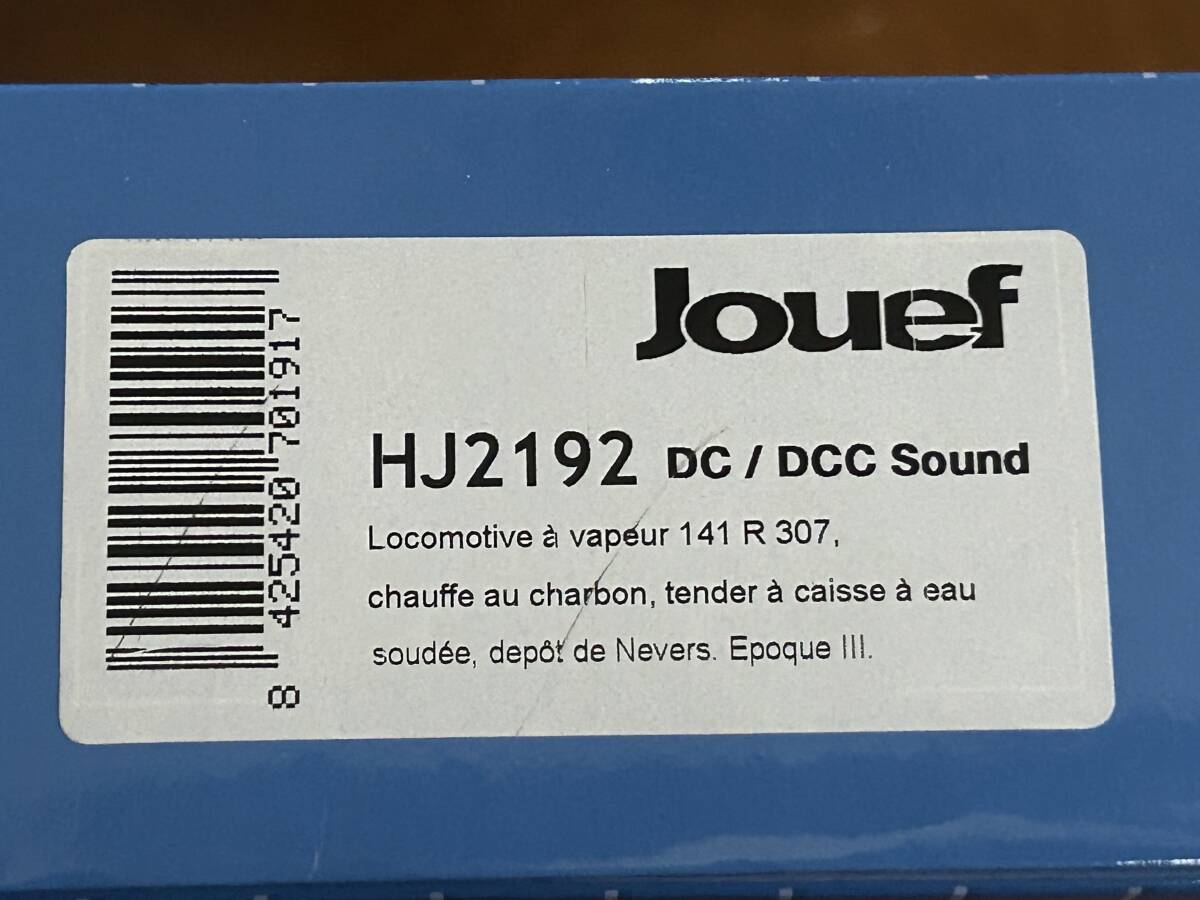 Jouef
HJ2192 DC / DCC Sound
Locomotive à vapeur 141 R 307,
chauffe au charbon, tender à caisse à eau
soudée, depôt de Nevers. Epoque III.
8 425420 701917